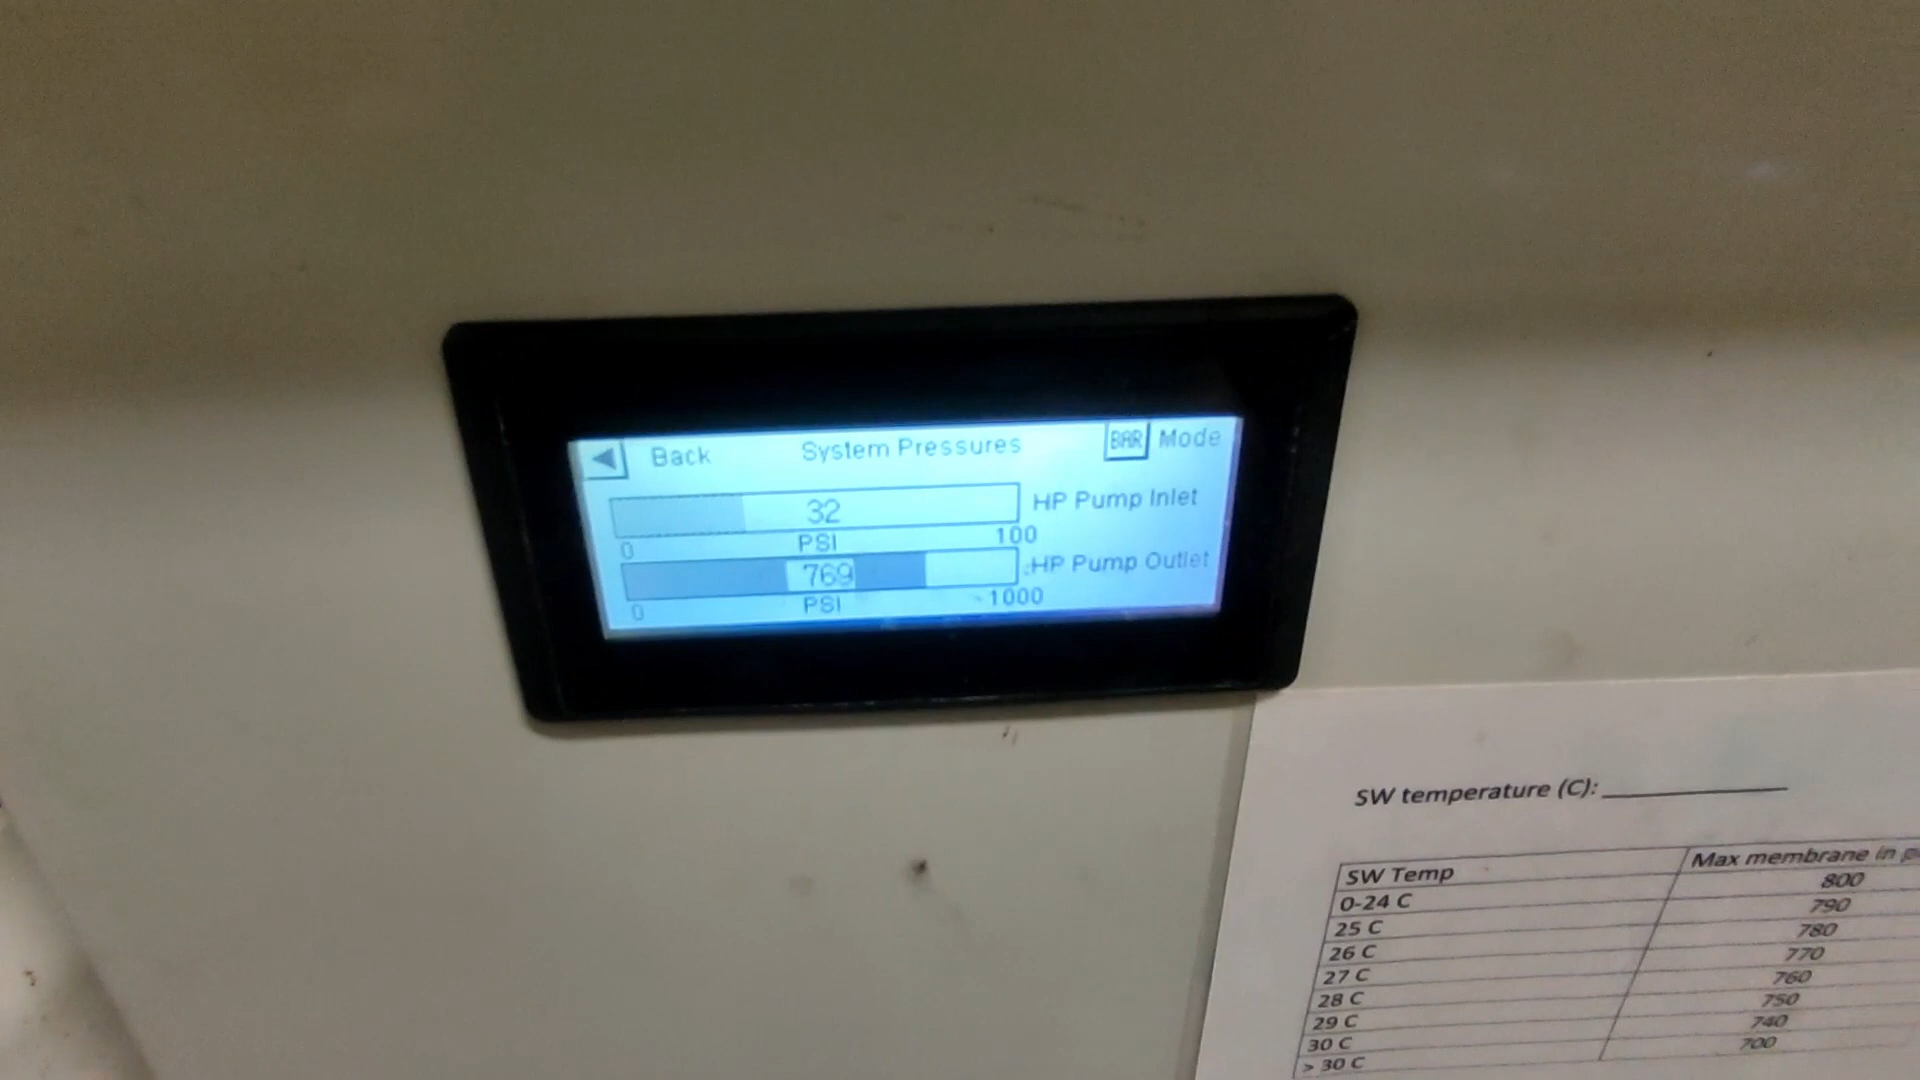 Back System Pressures BAR Mode
32 HP Pump Inlet
0 PSI 100
769 HP Pump Outlet
0 PSI 1000
SW temperature (C):
SW Temp Max membrane in
0-24 C 800
25 C 790
26 C 780
27 C 770
28 C 760
29 C 750
30 C 740
> 30 C 700